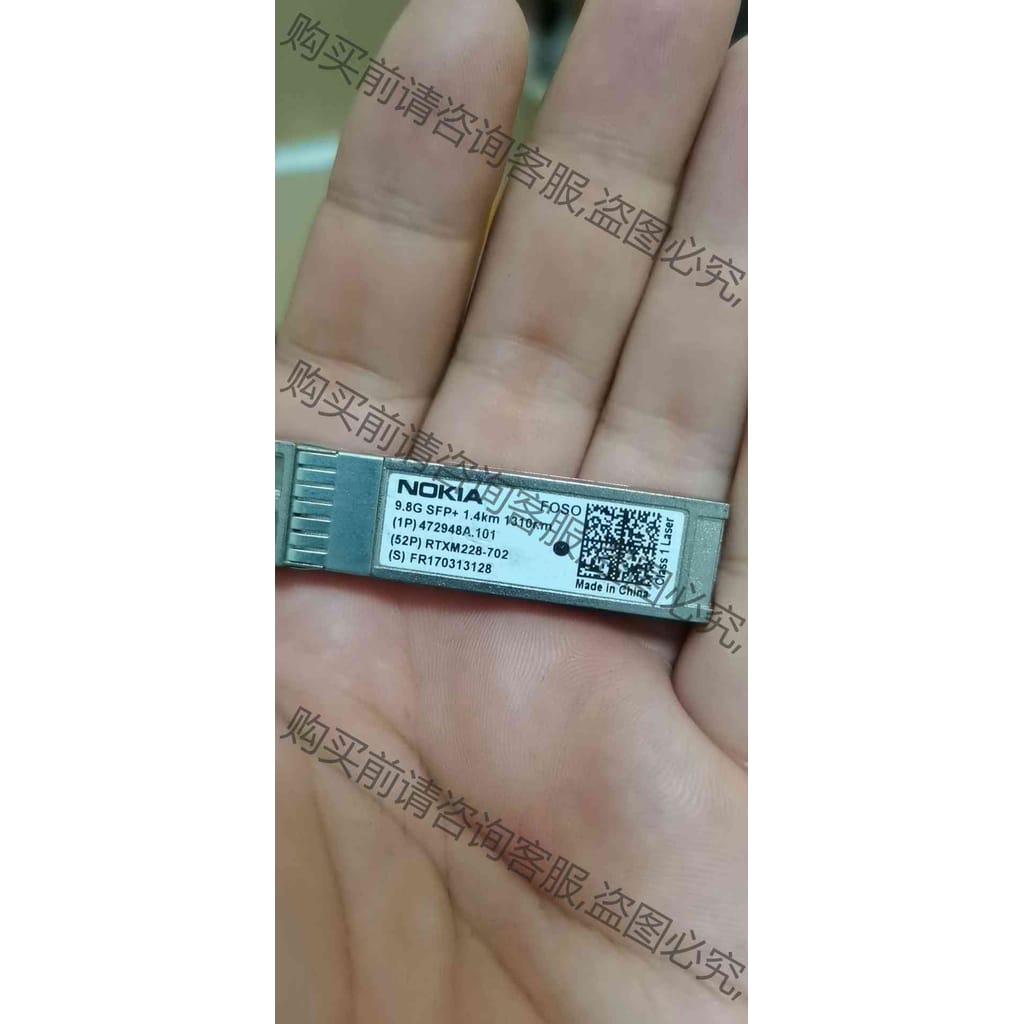 购买前请咨询客服,盗图必究,
购买前请咨询客服,盗图必究,
NOKIA
FOSO
9.8G SFP+ 1.4km 1310nm
(1P) 472948A.101
(52P) RTXM228-702
(S) FR170313128
Made in China
Class 1 Laser
购买前请咨询客服,盗图必究,